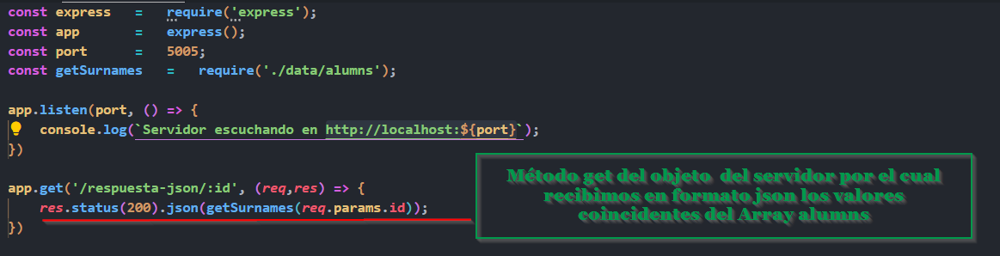 const express   =   require('express');
const app       =   express();
const port      =   5005;
const getSurnames   =   require('./data/alumns');
app.listen(port, () => {
    console.log(`Servidor escuchando en http://localhost:${port}`);
})
app.get('/respuesta-json/:id', (req,res) => {
    res.status(200).json(getSurnames(req.params.id));
})
Método get del objeto  del servidor por el cual
recibimos en formato json los valores
coincidentes del Array alumns